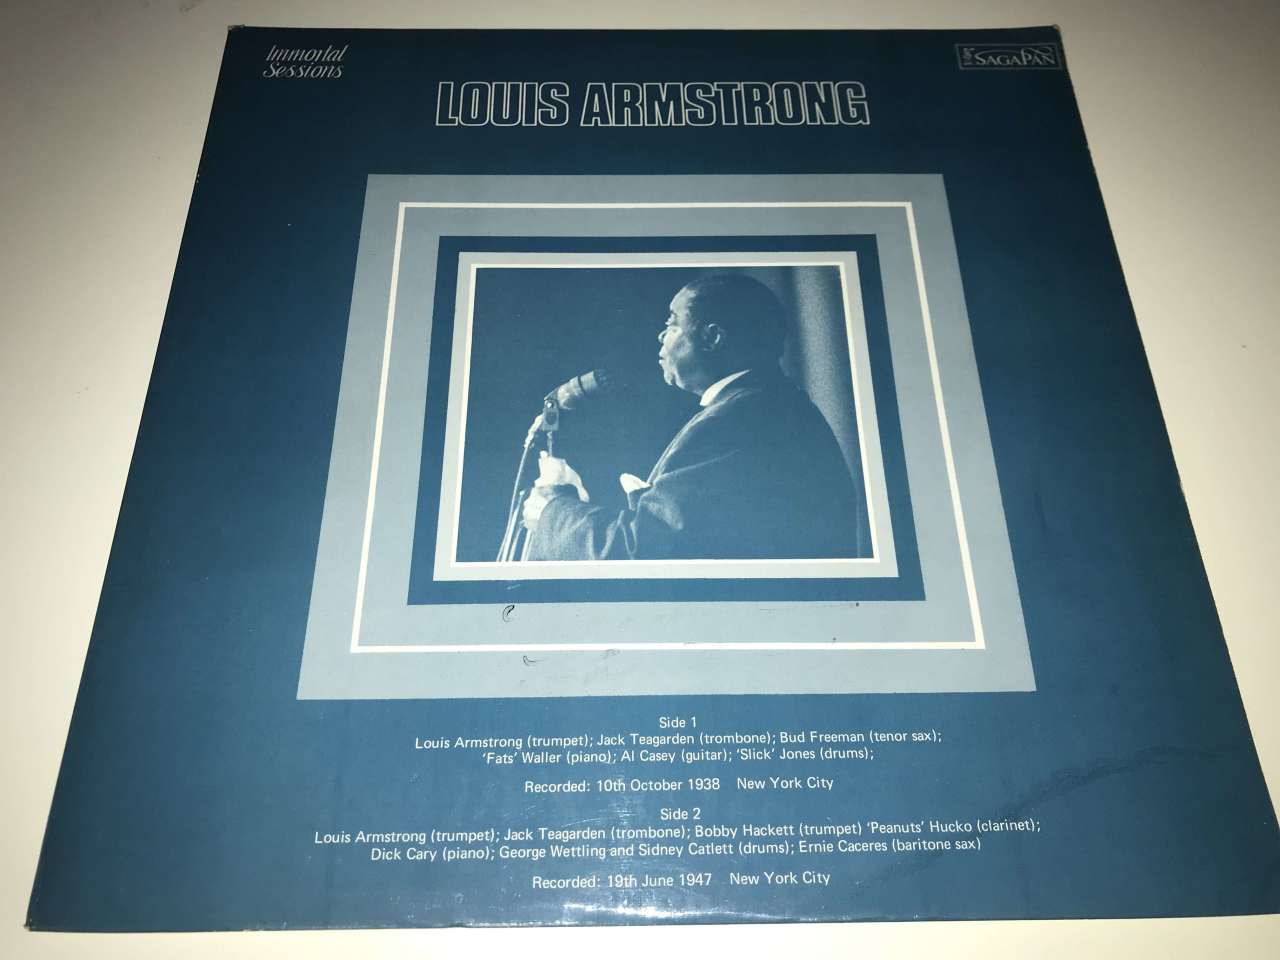 Immortal
Sessions
SAGAPAN
LOUIS ARMSTRONG
Side 1
Louis Armstrong (trumpet); Jack Teagarden (trombone); Bud Freeman (tenor sax);
‘Fats’ Waller (piano); Al Casey (guitar); ‘Slick’ Jones (drums);
Recorded: 10th October 1938 New York City
Side 2
Louis Armstrong (trumpet); Jack Teagarden (trombone); Bobby Hackett (trumpet) ‘Peanuts’ Hucko (clarinet);
Dick Cary (piano); George Wettling and Sidney Catlett (drums); Ernie Caceres (baritone sax)
Recorded: 19th June 1947 New York City